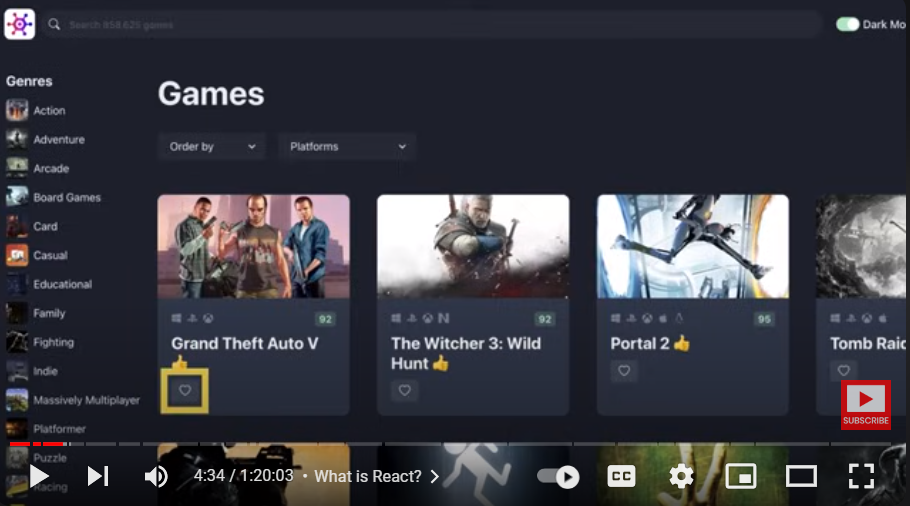 Search 858,625 games
Dark Mo
Genres
Action
Adventure
Arcade
Board Games
Card
Casual
Educational
Family
Fighting
Indie
Massively Multiplayer
Platformer
Puzzle
Racing
Games
Order by
Platforms
92
Grand Theft Auto V
92
The Witcher 3: Wild
Hunt
95
Portal 2
Tomb Raid
SUBSCRIBE
4:34 / 1:20:03 • What is React?
CC